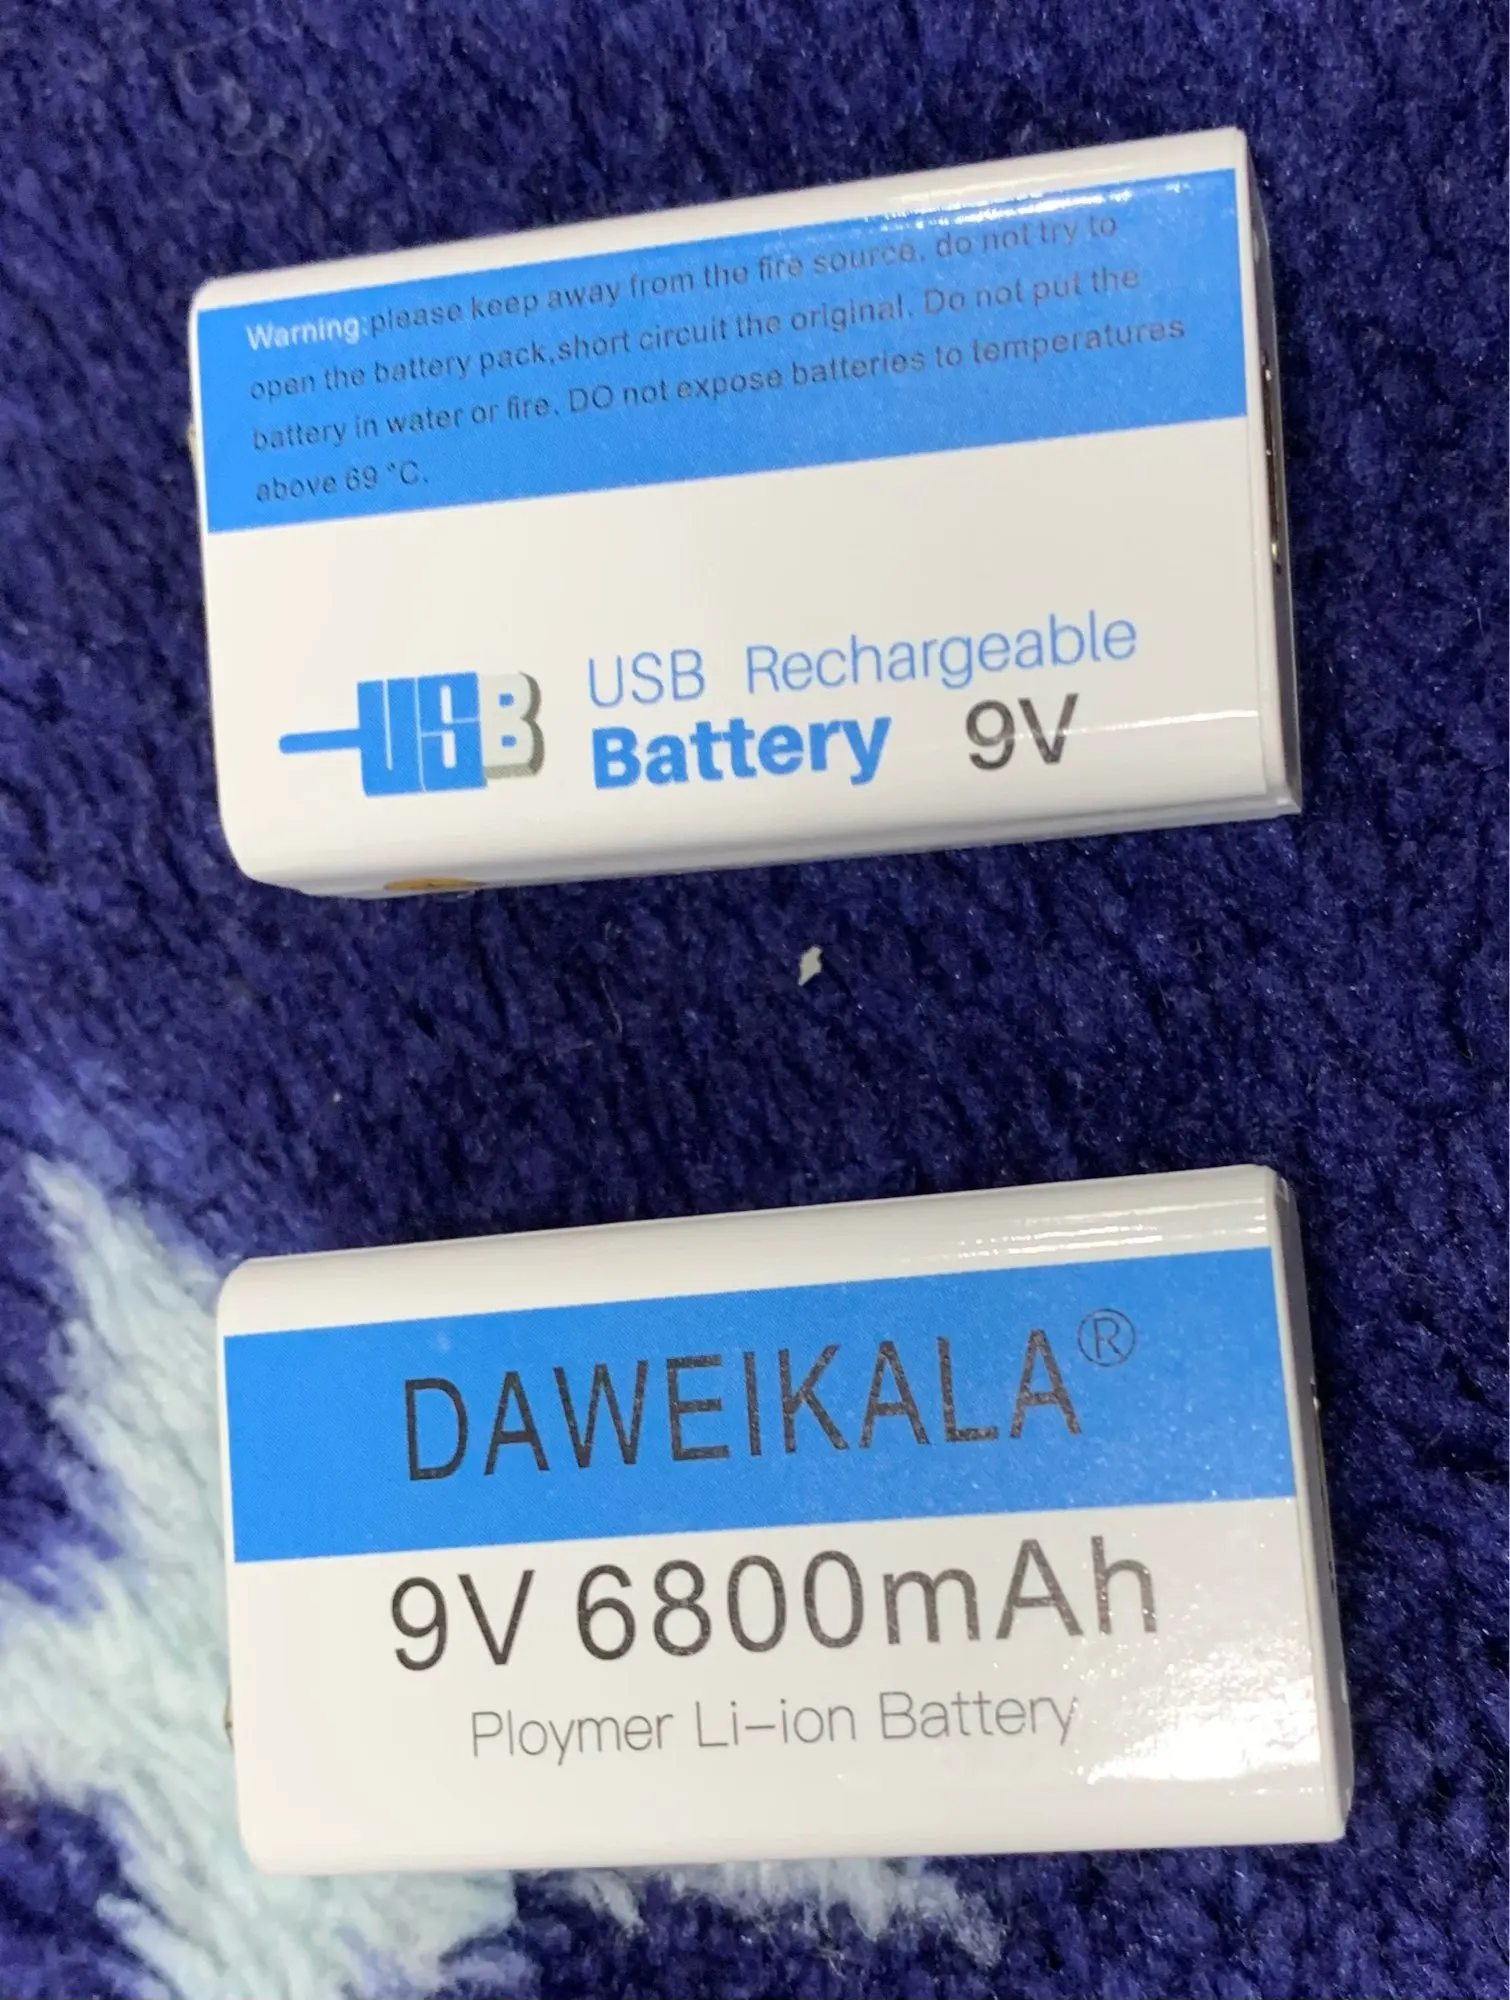 Warning:please keep away from the fire source, do not try to
open the battery pack,short circuit the original. Do not put the
battery in water or fire. DO not expose batteries to temperatures
above 69 °C.
USB
USB Rechargeable
Battery 9V
DAWEIKALA®
9V 6800mAh
Ploymer Li-ion Battery